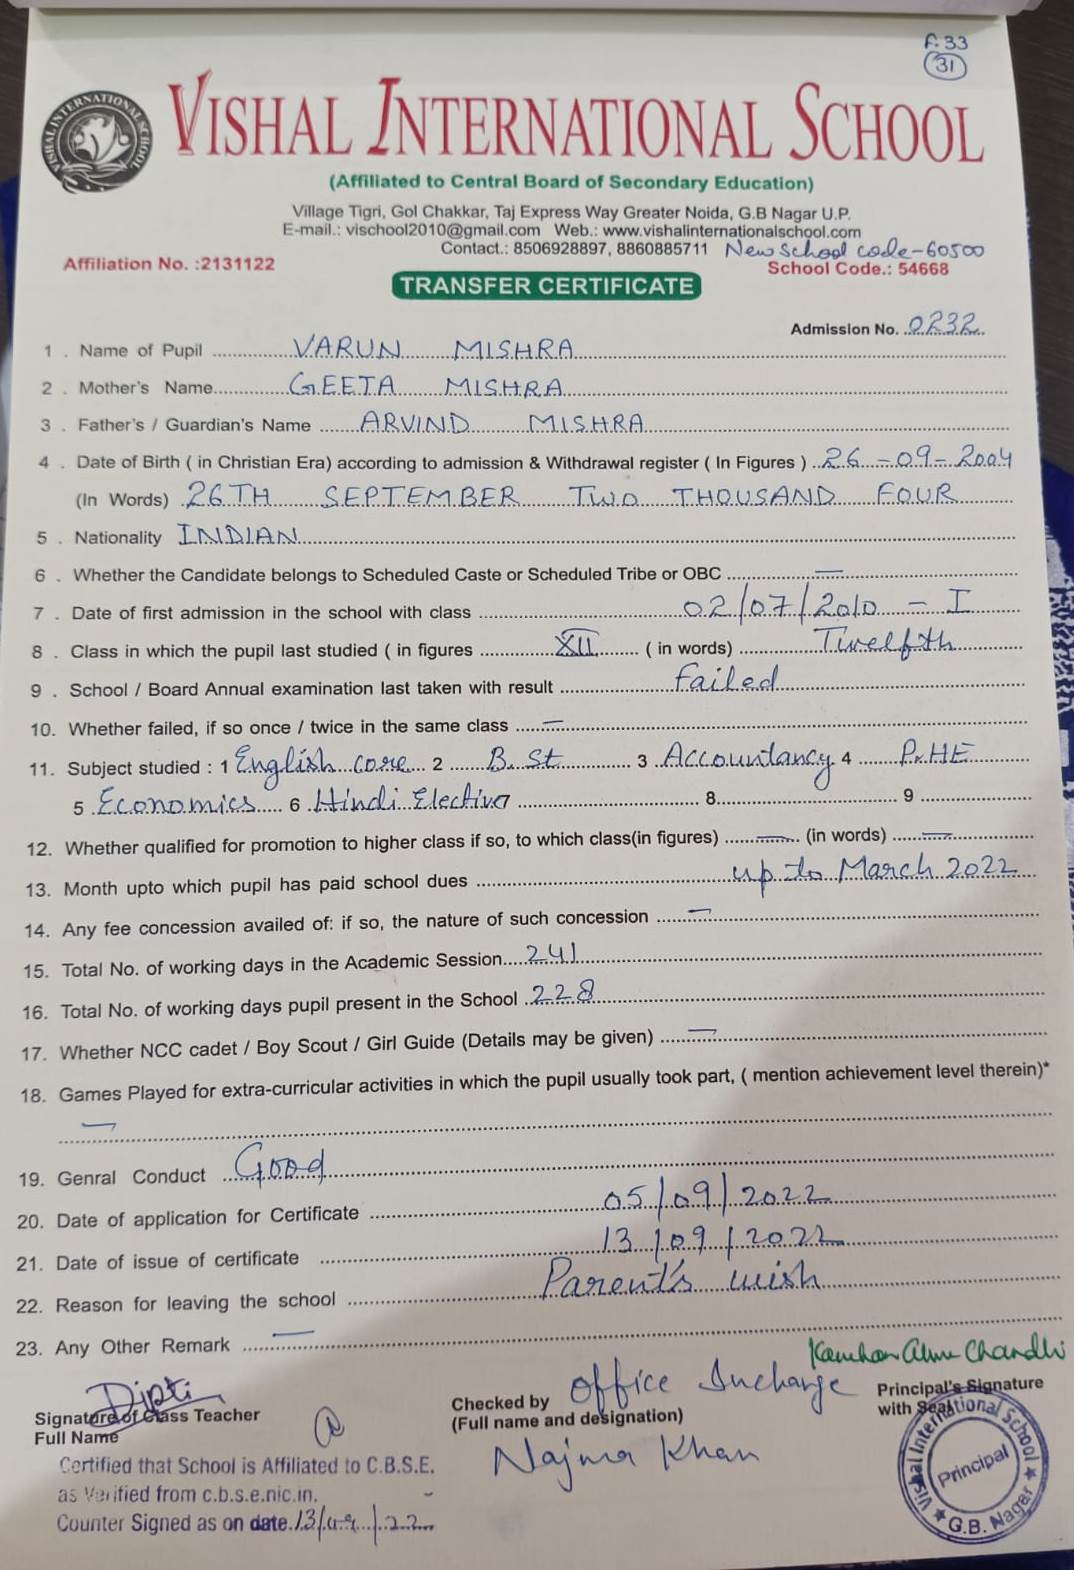 F. 33
31
VISHAL INTERNATIONAL SCHOOL
VISHAL INTERNATIONAL SCHOOL
(Affiliated to Central Board of Secondary Education)
Village Tigri, Gol Chakkar, Taj Express Way Greater Noida, G.B Nagar U.P.
E-mail.: vischool2010@gmail.com Web.: www.vishalinternationalschool.com
Contact.: 8506928897, 8860885711 New School code-60500
Affiliation No. :2131122 School Code.: 54668
TRANSFER CERTIFICATE
Admission No. 0232
1 . Name of Pupil VARUN MISHRA
2 . Mother's Name GEETA MISHRA
3 . Father's / Guardian's Name ARVIND MISHRA
4 . Date of Birth ( in Christian Era) according to admission & Withdrawal register ( In Figures ) 26-09-2004
(In Words) 26TH SEPTEMBER TWO THOUSAND FOUR
5 . Nationality INDIAN
6 . Whether the Candidate belongs to Scheduled Caste or Scheduled Tribe or OBC —
7 . Date of first admission in the school with class 02/07/2010 - I
8 . Class in which the pupil last studied ( in figures XII ( in words) Twelfth
9 . School / Board Annual examination last taken with result failed
10. Whether failed, if so once / twice in the same class —
11. Subject studied : 1 English core 2 B. St 3 Accountancy 4 P.HE
5 Economics 6 Hindi Elective 7 8 9
12. Whether qualified for promotion to higher class if so, to which class(in figures) — (in words) —
13. Month upto which pupil has paid school dues up to March 2022
14. Any fee concession availed of: if so, the nature of such concession —
15. Total No. of working days in the Academic Session 241
16. Total No. of working days pupil present in the School 228
17. Whether NCC cadet / Boy Scout / Girl Guide (Details may be given) —
18. Games Played for extra-curricular activities in which the pupil usually took part, ( mention achievement level therein)*
—
19. Genral Conduct Good
20. Date of application for Certificate 05/09/2022
21. Date of issue of certificate 13/09/2022
22. Reason for leaving the school Parent's wish
23. Any Other Remark —
Dipti
Signature of Class Teacher
Full Name
Checked by Office Incharge
(Full name and designation)
Najma Khan
Principal's Signature
with Seal
Vishal International School
Principal
G.B. Nagar
Certified that School is Affiliated to C.B.S.E.
as Verified from c.b.s.e.nic.in.
Counter Signed as on date. 13/09/22